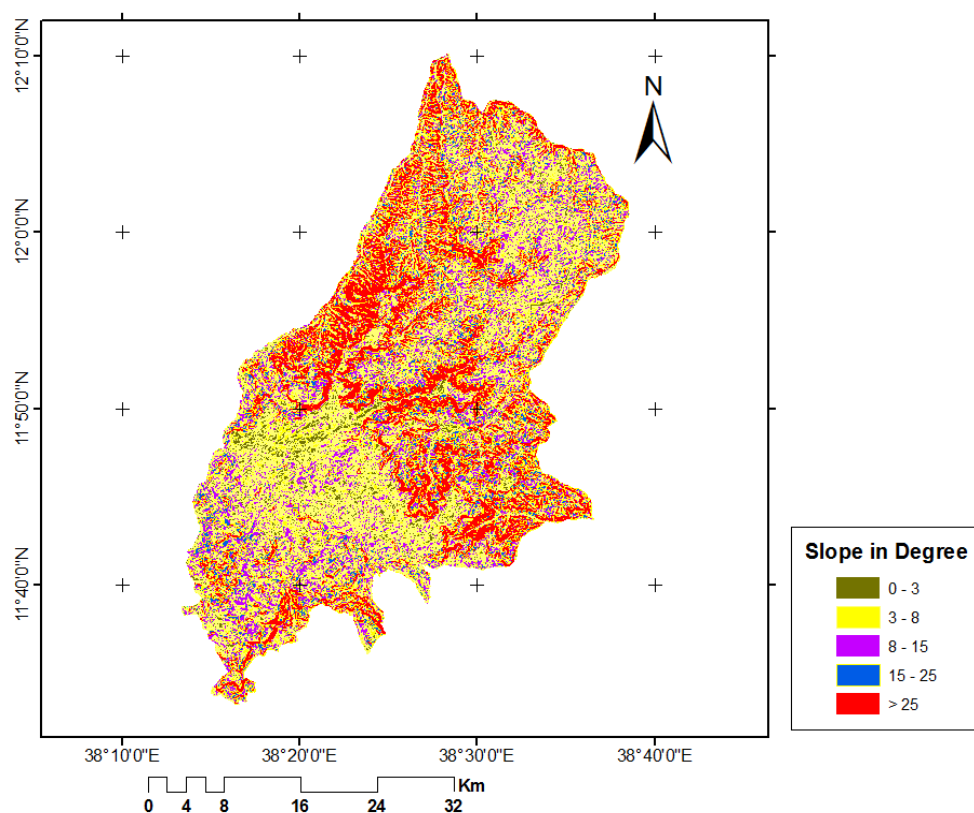 12°10'0"N
12°0'0"N
11°50'0"N
11°40'0"N
N
38°10'0"E
38°20'0"E
38°30'0"E
38°40'0"E
Km
0 4 8 16 24 32
Slope in Degree
0 - 3
3 - 8
8 - 15
15 - 25
> 25